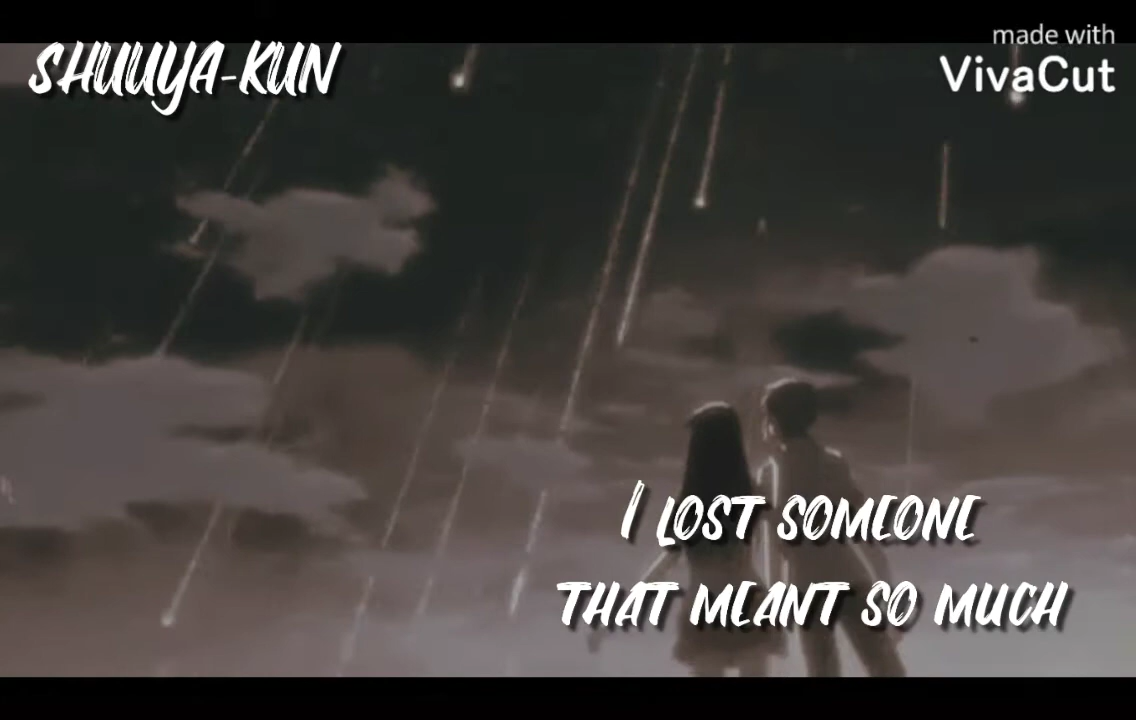 SHUUYA-KUN
made with
VivaCut
I LOST SOMEONE
THAT MEANT SO MUCH